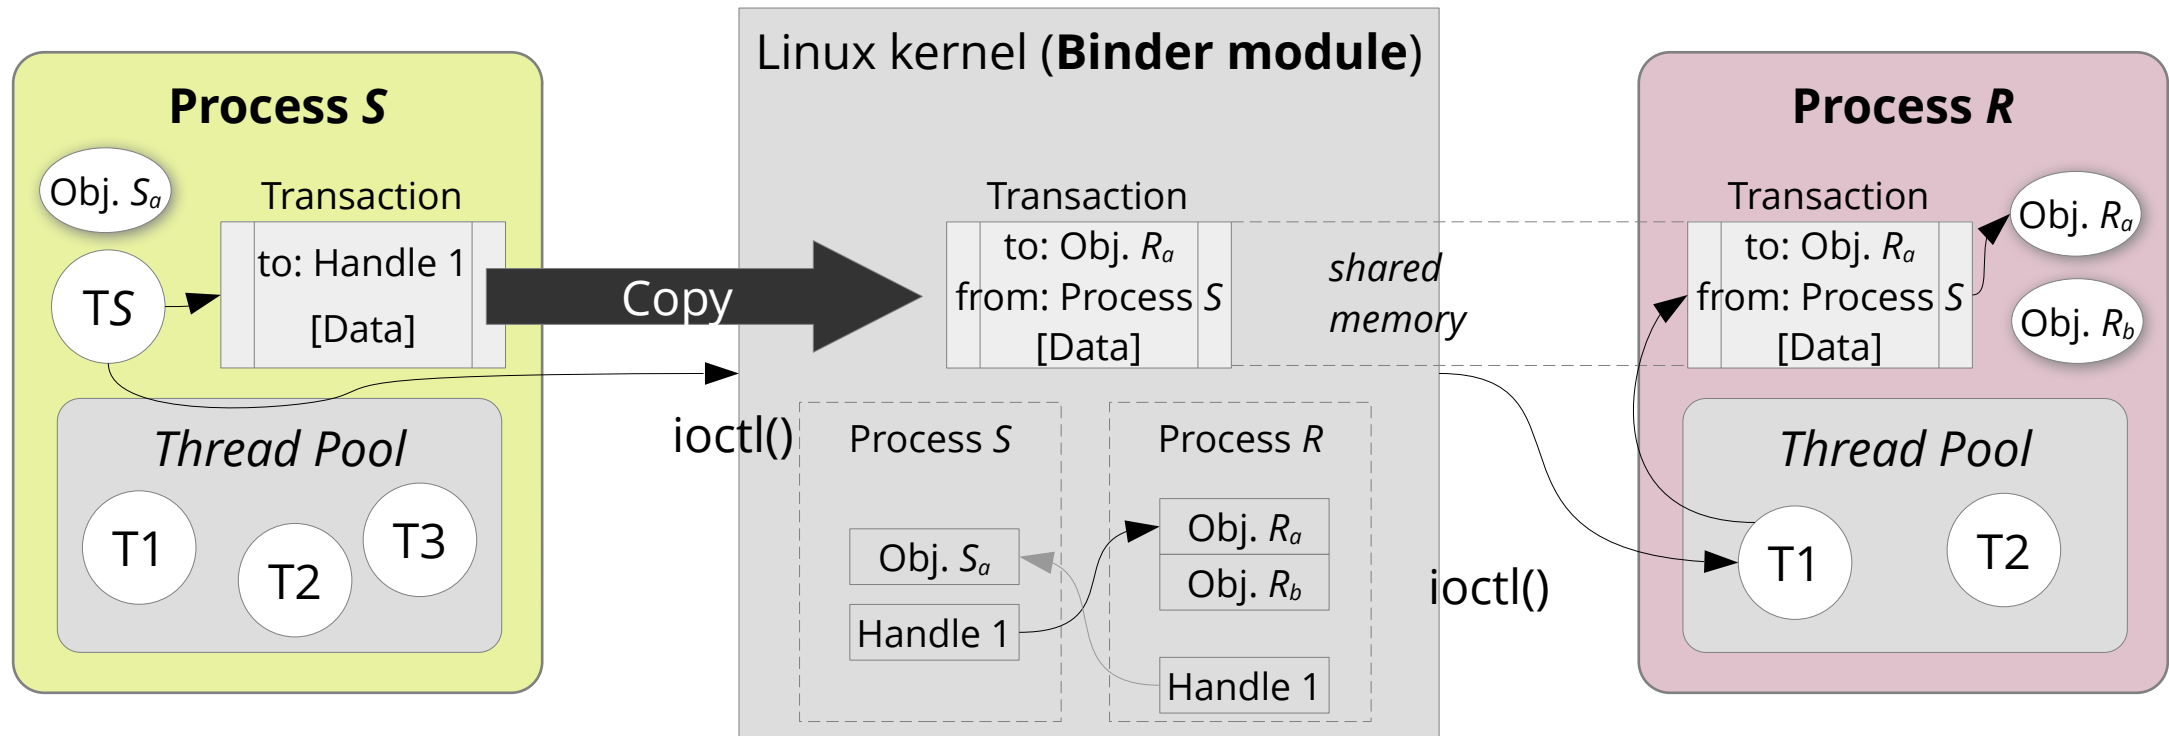 Process S
Obj. Sa
Transaction
TS
to: Handle 1
[Data]
Thread Pool
T1
T2
T3
Copy
ioctl()
Linux kernel (Binder module)
Transaction
to: Obj. Ra
from: Process S
[Data]
shared
memory
Process S
Obj. Sa
Handle 1
Process R
Obj. Ra
Obj. Rb
Handle 1
ioctl()
Process R
Transaction
to: Obj. Ra
from: Process S
[Data]
Obj. Ra
Obj. Rb
Thread Pool
T1
T2